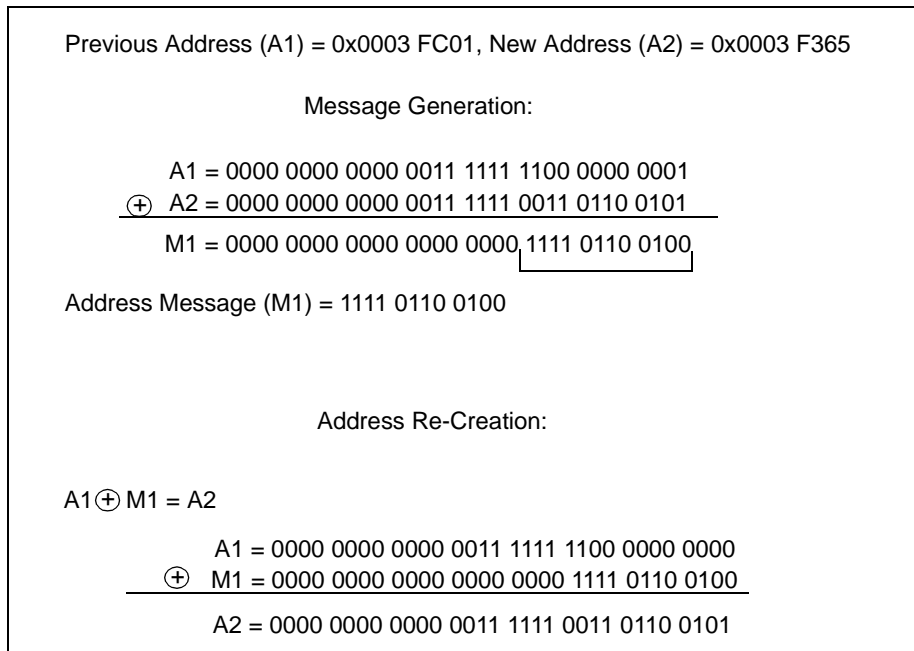 Previous Address (A1) = 0x0003 FC01, New Address (A2) = 0x0003 F365
Message Generation:
A1 = 0000 0000 0000 0011 1111 1100 0000 0001
⊕ A2 = 0000 0000 0000 0011 1111 0011 0110 0101
M1 = 0000 0000 0000 0000 0000 1111 0110 0100
Address Message (M1) = 1111 0110 0100
Address Re-Creation:
A1 ⊕ M1 = A2
A1 = 0000 0000 0000 0011 1111 1100 0000 0000
⊕ M1 = 0000 0000 0000 0000 0000 1111 0110 0100
A2 = 0000 0000 0000 0011 1111 0011 0110 0101